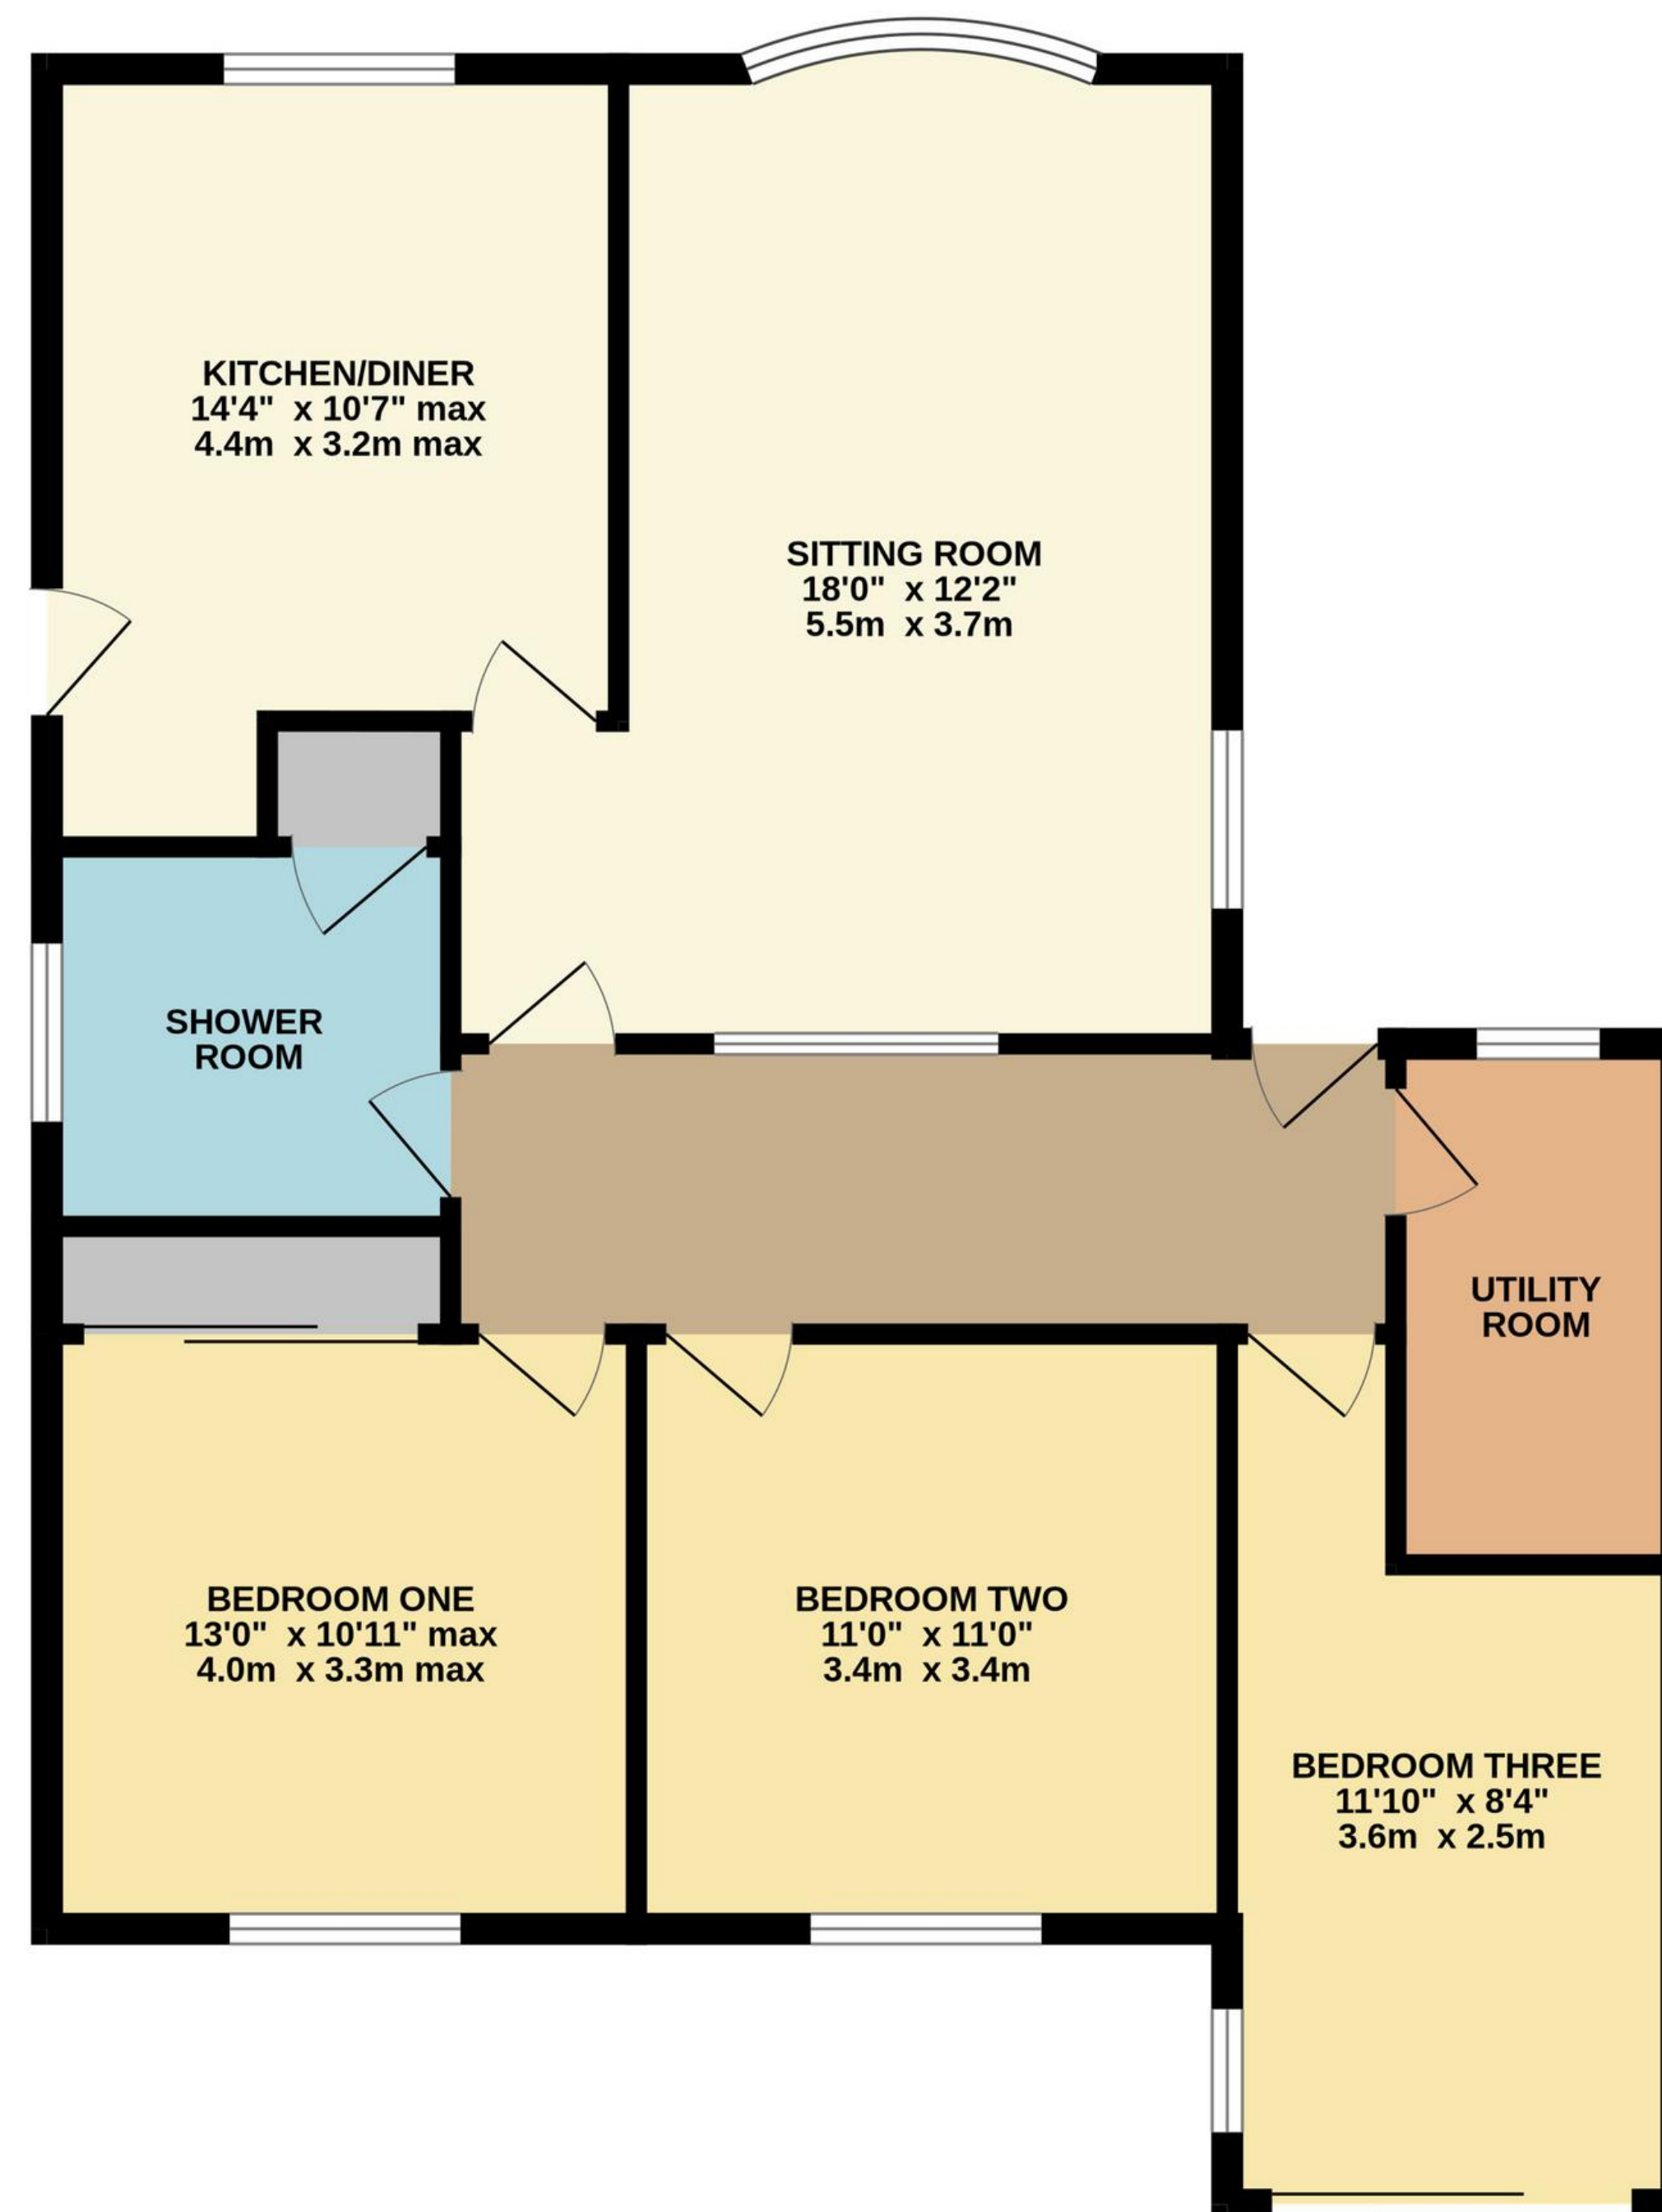 KITCHEN/DINER
14'4" x 10'7" max
4.4m x 3.2m max
SITTING ROOM
18'0" x 12'2"
5.5m x 3.7m
SHOWER
ROOM
UTILITY
ROOM
BEDROOM ONE
13'0" x 10'11" max
4.0m x 3.3m max
BEDROOM TWO
11'0" x 11'0"
3.4m x 3.4m
BEDROOM THREE
11'10" x 8'4"
3.6m x 2.5m